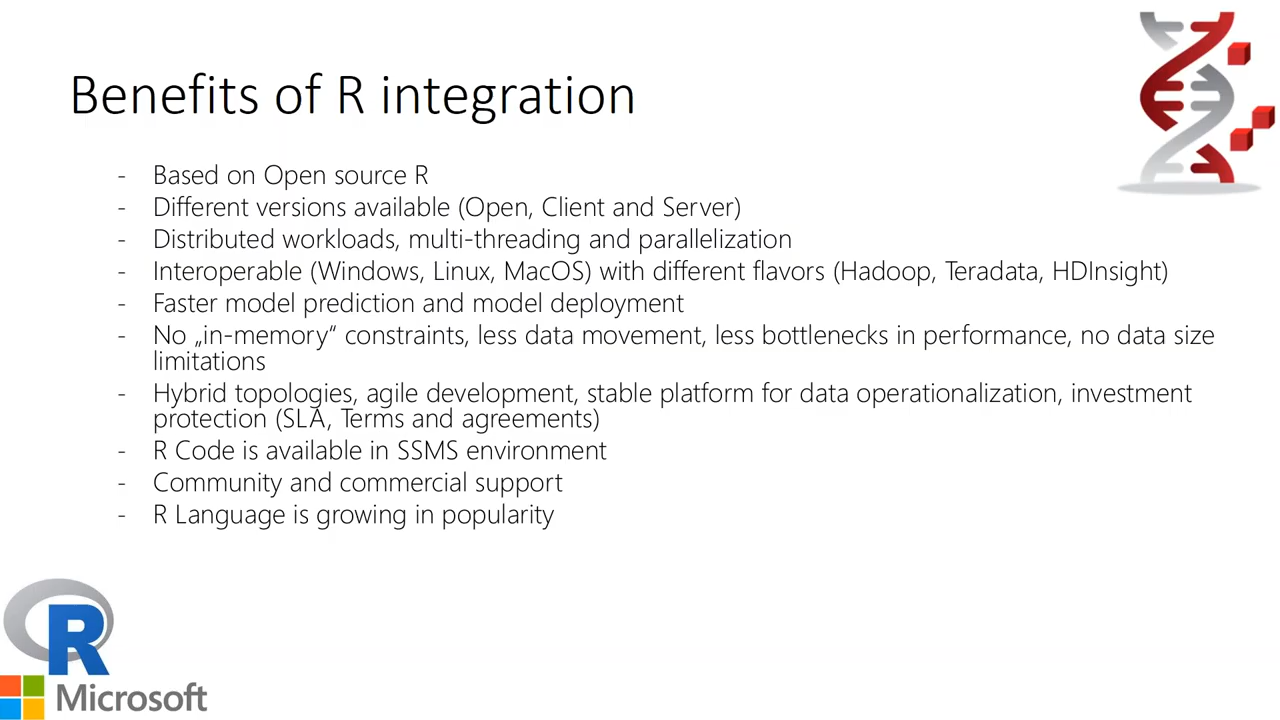 Benefits of R integration
- Based on Open source R
- Different versions available (Open, Client and Server)
- Distributed workloads, multi-threading and parallelization
- Interoperable (Windows, Linux, MacOS) with different flavors (Hadoop, Teradata, HDInsight)
- Faster model prediction and model deployment
- No „in-memory“ constraints, less data movement, less bottlenecks in performance, no data size
limitations
- Hybrid topologies, agile development, stable platform for data operationalization, investment
protection (SLA, Terms and agreements)
- R Code is available in SSMS environment
- Community and commercial support
- R Language is growing in popularity
R
Microsoft